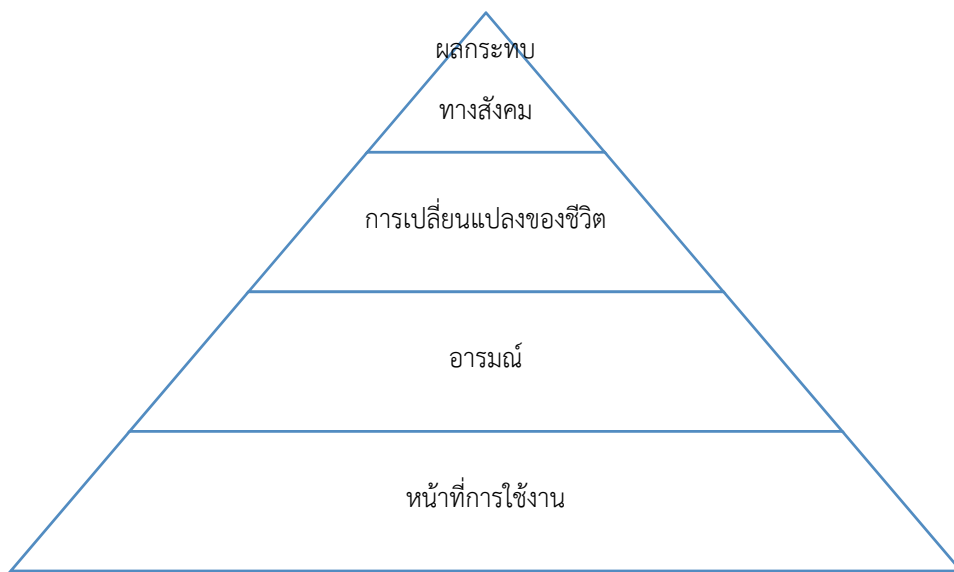 ผลกระทบ
ทางสังคม
การเปลี่ยนแปลงของชีวิต
อารมณ์
หน้าที่การใช้งาน